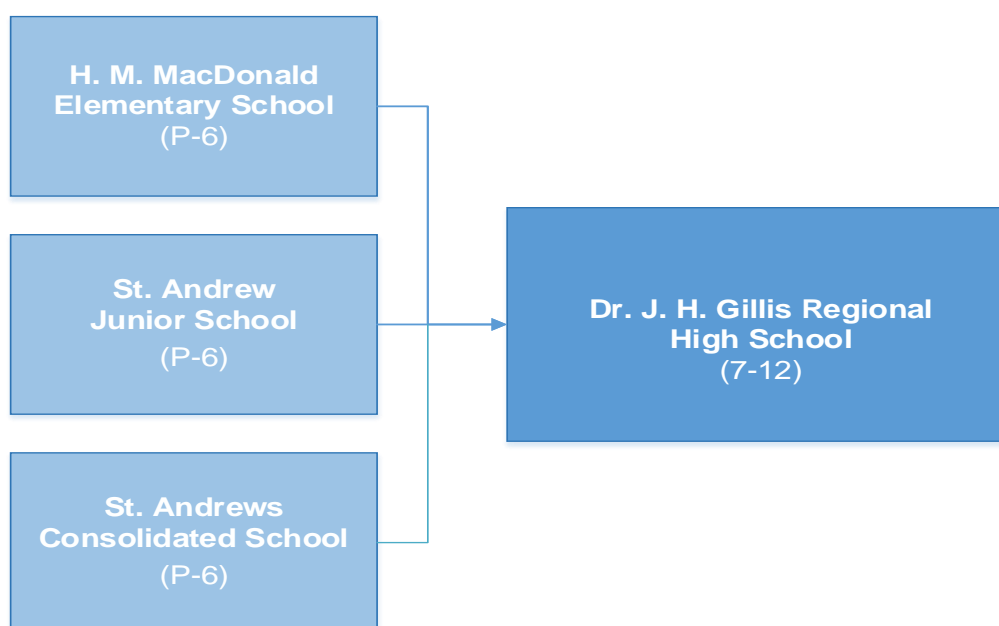 H. M. MacDonald
Elementary School
(P-6)
St. Andrew
Junior School
(P-6)
St. Andrews
Consolidated School
(P-6)
Dr. J. H. Gillis Regional
High School
(7-12)